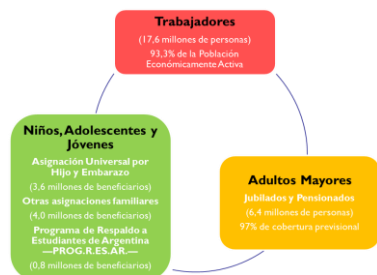 Trabajadores
(17,6 millones de personas)
93,3% de la Población
Económicamente Activa
Niños, Adolescentes y
Jóvenes
Asignación Universal por
Hijo y Embarazo
(3,6 millones de beneficiarios)
Otras asignaciones familiares
(4,0 millones de beneficiarios)
Programa de Respaldo a
Estudiantes de Argentina
—PROG.R.ES.AR.—
(0,8 millones de beneficiarios)
Adultos Mayores
Jubilados y Pensionados
(6,4 millones de personas)
97% de cobertura previsional